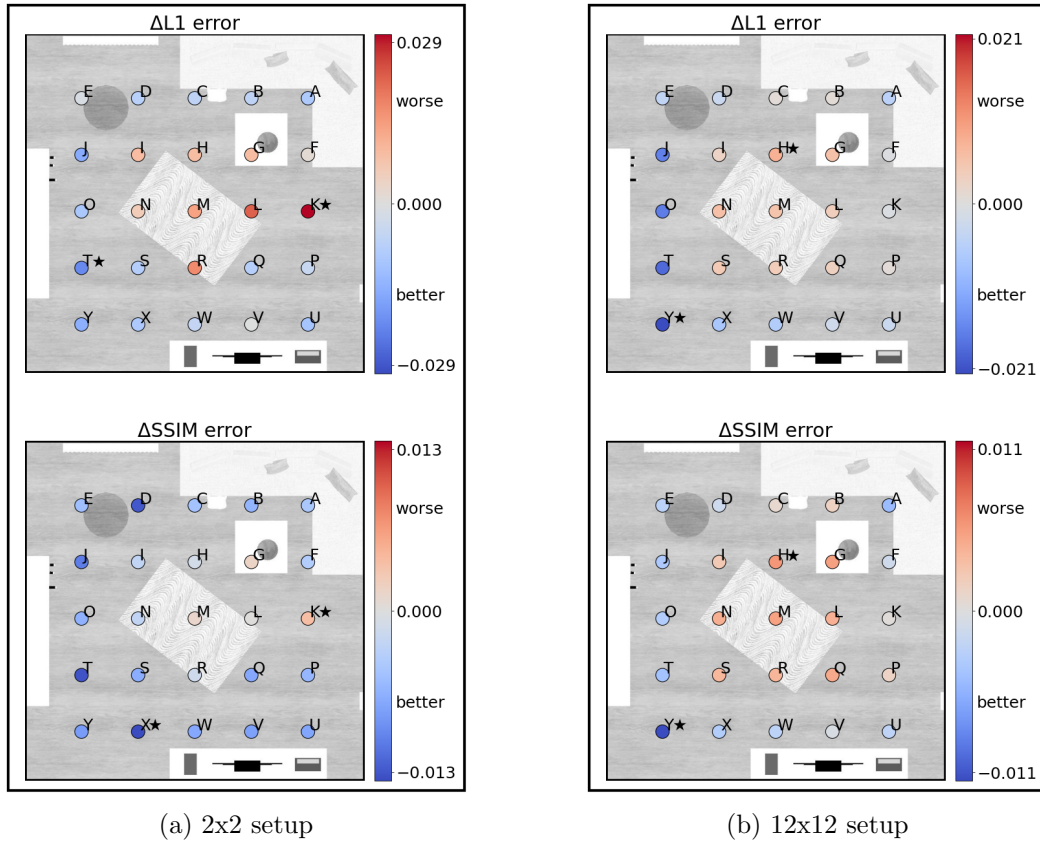 ΔL1 error
E D C B A
J I H G F
O N M L K★
T★ S R Q P
Y X W V U
0.029
worse
0.000
better
−0.029
ΔSSIM error
E D C B A
J I H G F
O N M L K★
T S R Q P
Y X★ W V U
0.013
worse
0.000
better
−0.013
(a) 2x2 setup
ΔL1 error
E D C B A
J I H★ G F
O N M L K
T S R Q P
Y★ X W V U
0.021
worse
0.000
better
−0.021
ΔSSIM error
E D C B A
J I H★ G F
O N M L K
T S R Q P
Y★ X W V U
0.011
worse
0.000
better
−0.011
(b) 12x12 setup